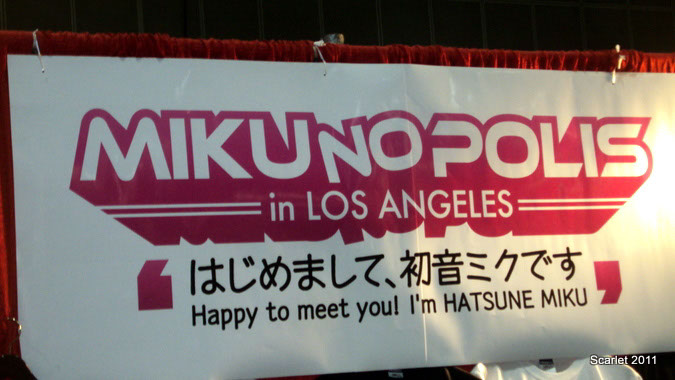 MIKUNOPOLIS
in LOS ANGELES
はじめまして、初音ミクです
Happy to meet you! I'm HATSUNE MIKU
Scarlet 2011